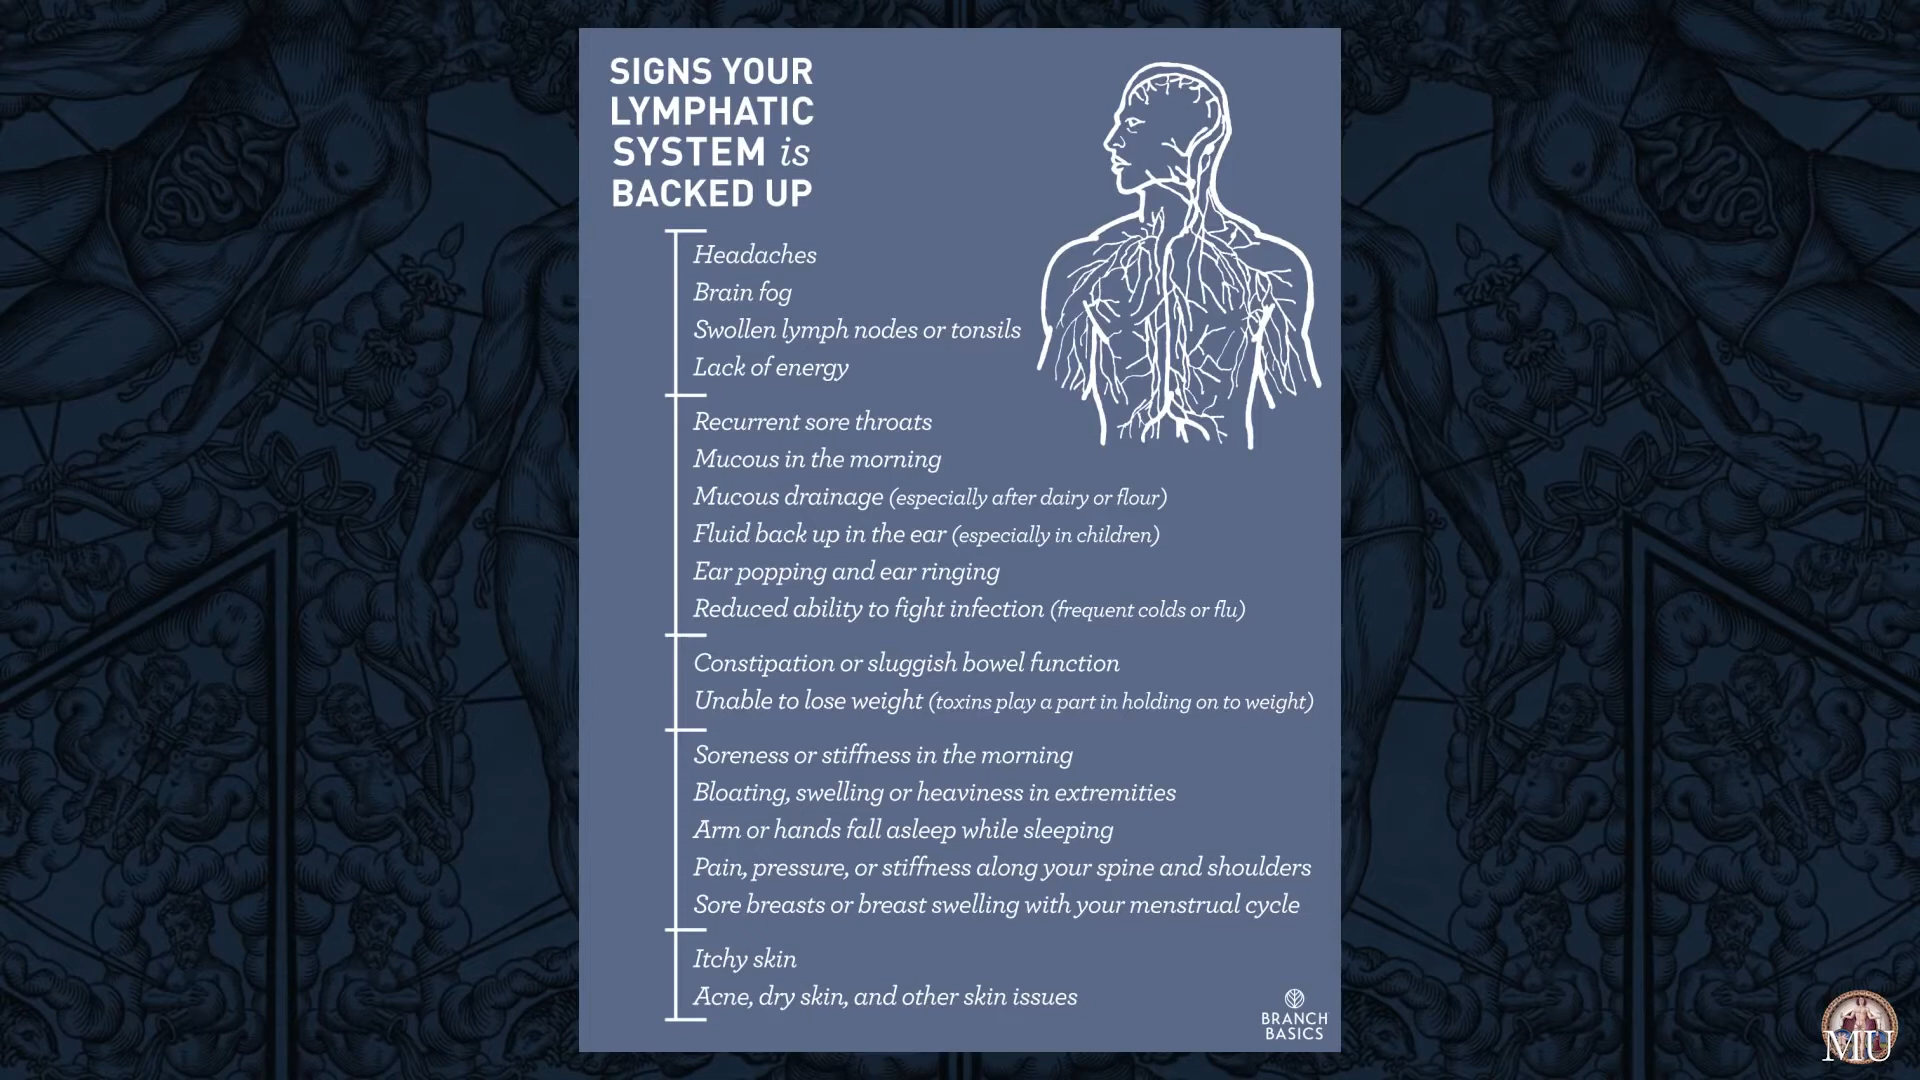 SIGNS YOUR
LYMPHATIC
SYSTEM is
BACKED UP
Headaches
Brain fog
Swollen lymph nodes or tonsils
Lack of energy
Recurrent sore throats
Mucous in the morning
Mucous drainage (especially after dairy or flour)
Fluid back up in the ear (especially in children)
Ear popping and ear ringing
Reduced ability to fight infection (frequent colds or flu)
Constipation or sluggish bowel function
Unable to lose weight (toxins play a part in holding on to weight)
Soreness or stiffness in the morning
Bloating, swelling or heaviness in extremities
Arm or hands fall asleep while sleeping
Pain, pressure, or stiffness along your spine and shoulders
Sore breasts or breast swelling with your menstrual cycle
Itchy skin
Acne, dry skin, and other skin issues
BRANCH
BASICS
MU